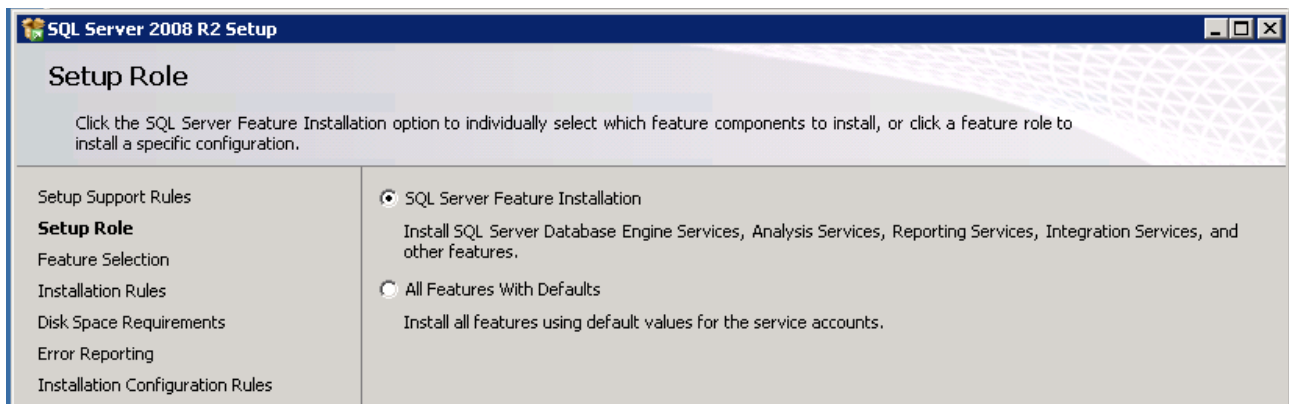 SQL Server 2008 R2 Setup
Setup Role
Click the SQL Server Feature Installation option to individually select which feature components to install, or click a feature role to
install a specific configuration.
Setup Support Rules
Setup Role
Feature Selection
Installation Rules
Disk Space Requirements
Error Reporting
Installation Configuration Rules
SQL Server Feature Installation
Install SQL Server Database Engine Services, Analysis Services, Reporting Services, Integration Services, and
other features.
All Features With Defaults
Install all features using default values for the service accounts.